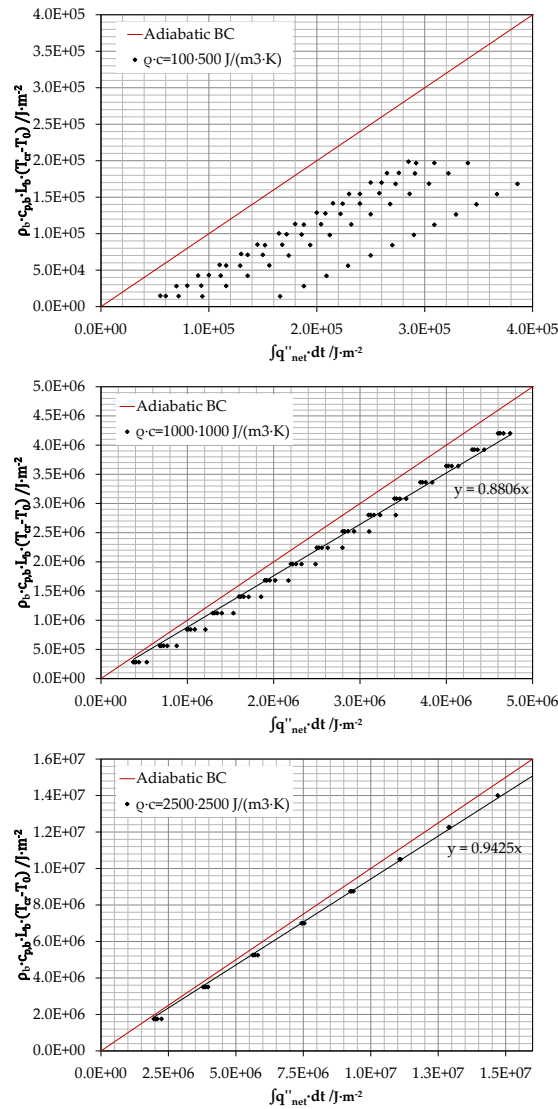 4.0E+05
3.5E+05
3.0E+05
2.5E+05
2.0E+05
1.5E+05
1.0E+05
5.0E+04
0.0E+00
ρb·cp,b·Lb·(Tcr-T0) /J·m-2
Adiabatic BC
ϱ·c=100·500 J/(m3·K)
0.0E+00 1.0E+05 2.0E+05 3.0E+05 4.0E+05
∫q''net·dt /J·m-2
5.0E+06
4.5E+06
4.0E+06
3.5E+06
3.0E+06
2.5E+06
2.0E+06
1.5E+06
1.0E+06
5.0E+05
0.0E+00
ρb·cp,b·Lb·(Tcr-T0) /J·m-2
Adiabatic BC
ϱ·c=1000·1000 J/(m3·K)
y = 0.8806x
0.0E+00 1.0E+06 2.0E+06 3.0E+06 4.0E+06 5.0E+06
∫q''net·dt /J·m-2
1.6E+07
1.4E+07
1.2E+07
1.0E+07
8.0E+06
6.0E+06
4.0E+06
2.0E+06
0.0E+00
ρb·cp,b·Lb·(Tcr-T0) /J·m-2
Adiabatic BC
ϱ·c=2500·2500 J/(m3·K)
y = 0.9425x
0.0E+00 2.5E+06 5.0E+06 7.5E+06 1.0E+07 1.3E+07 1.5E+07
∫q''net·dt /J·m-2